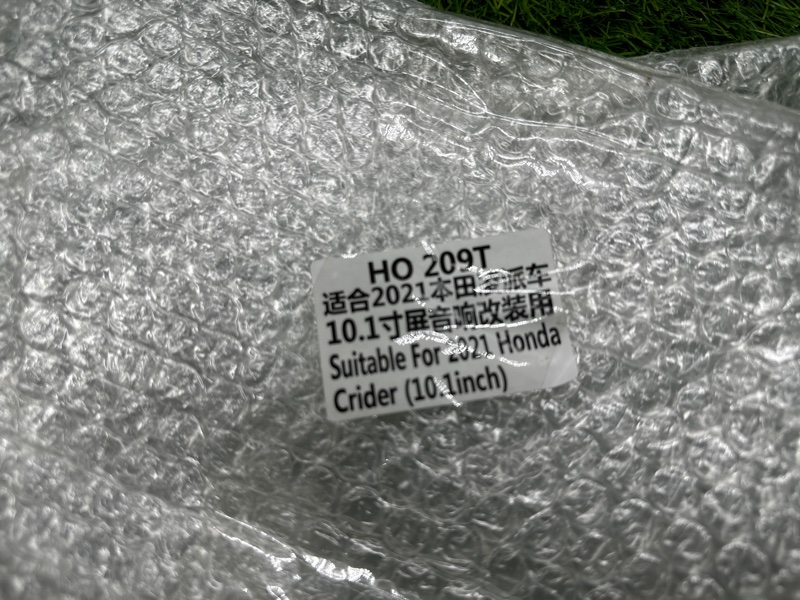 HO 209T
适合2021本田凌派车
10.1寸屏音响改装用
Suitable For 2021 Honda
Crider (10.1inch)